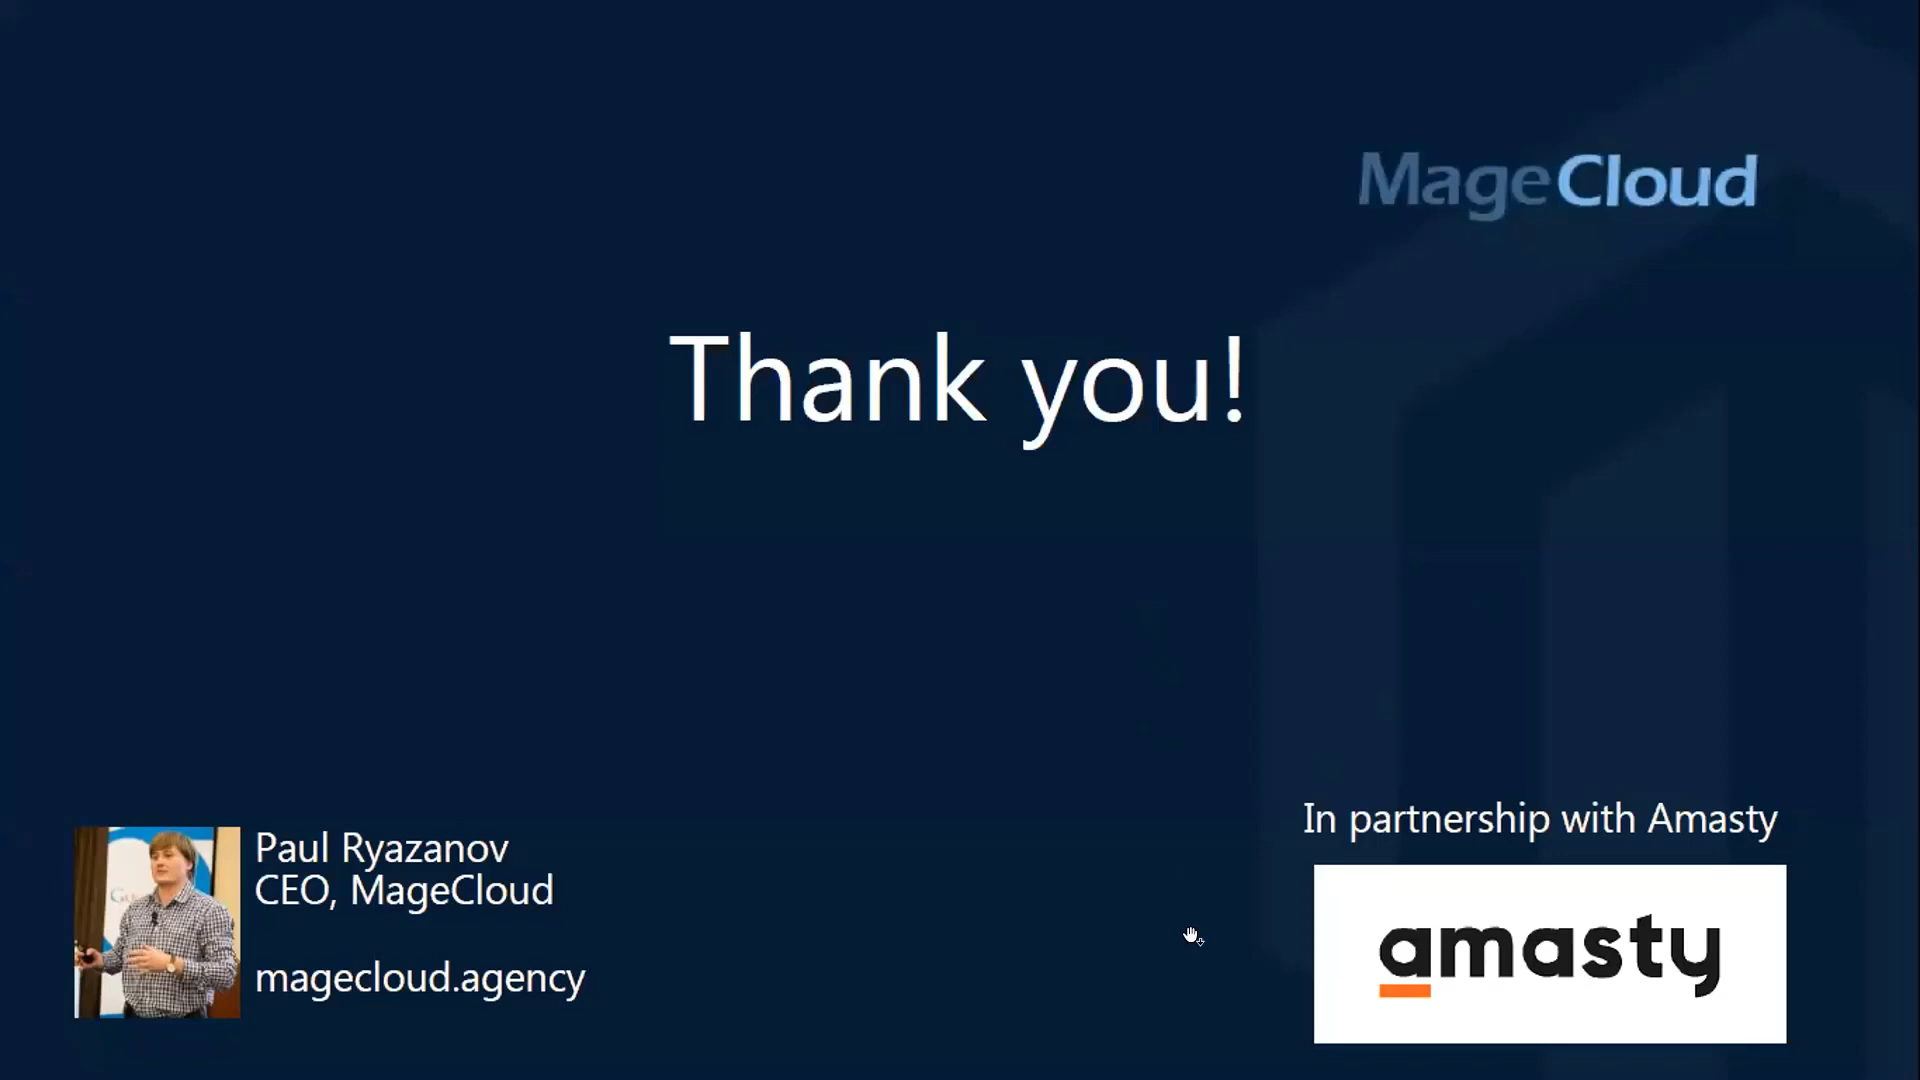 MageCloud
Thank you!
In partnership with Amasty
Paul Ryazanov
CEO, MageCloud
magecloud.agency
amasty